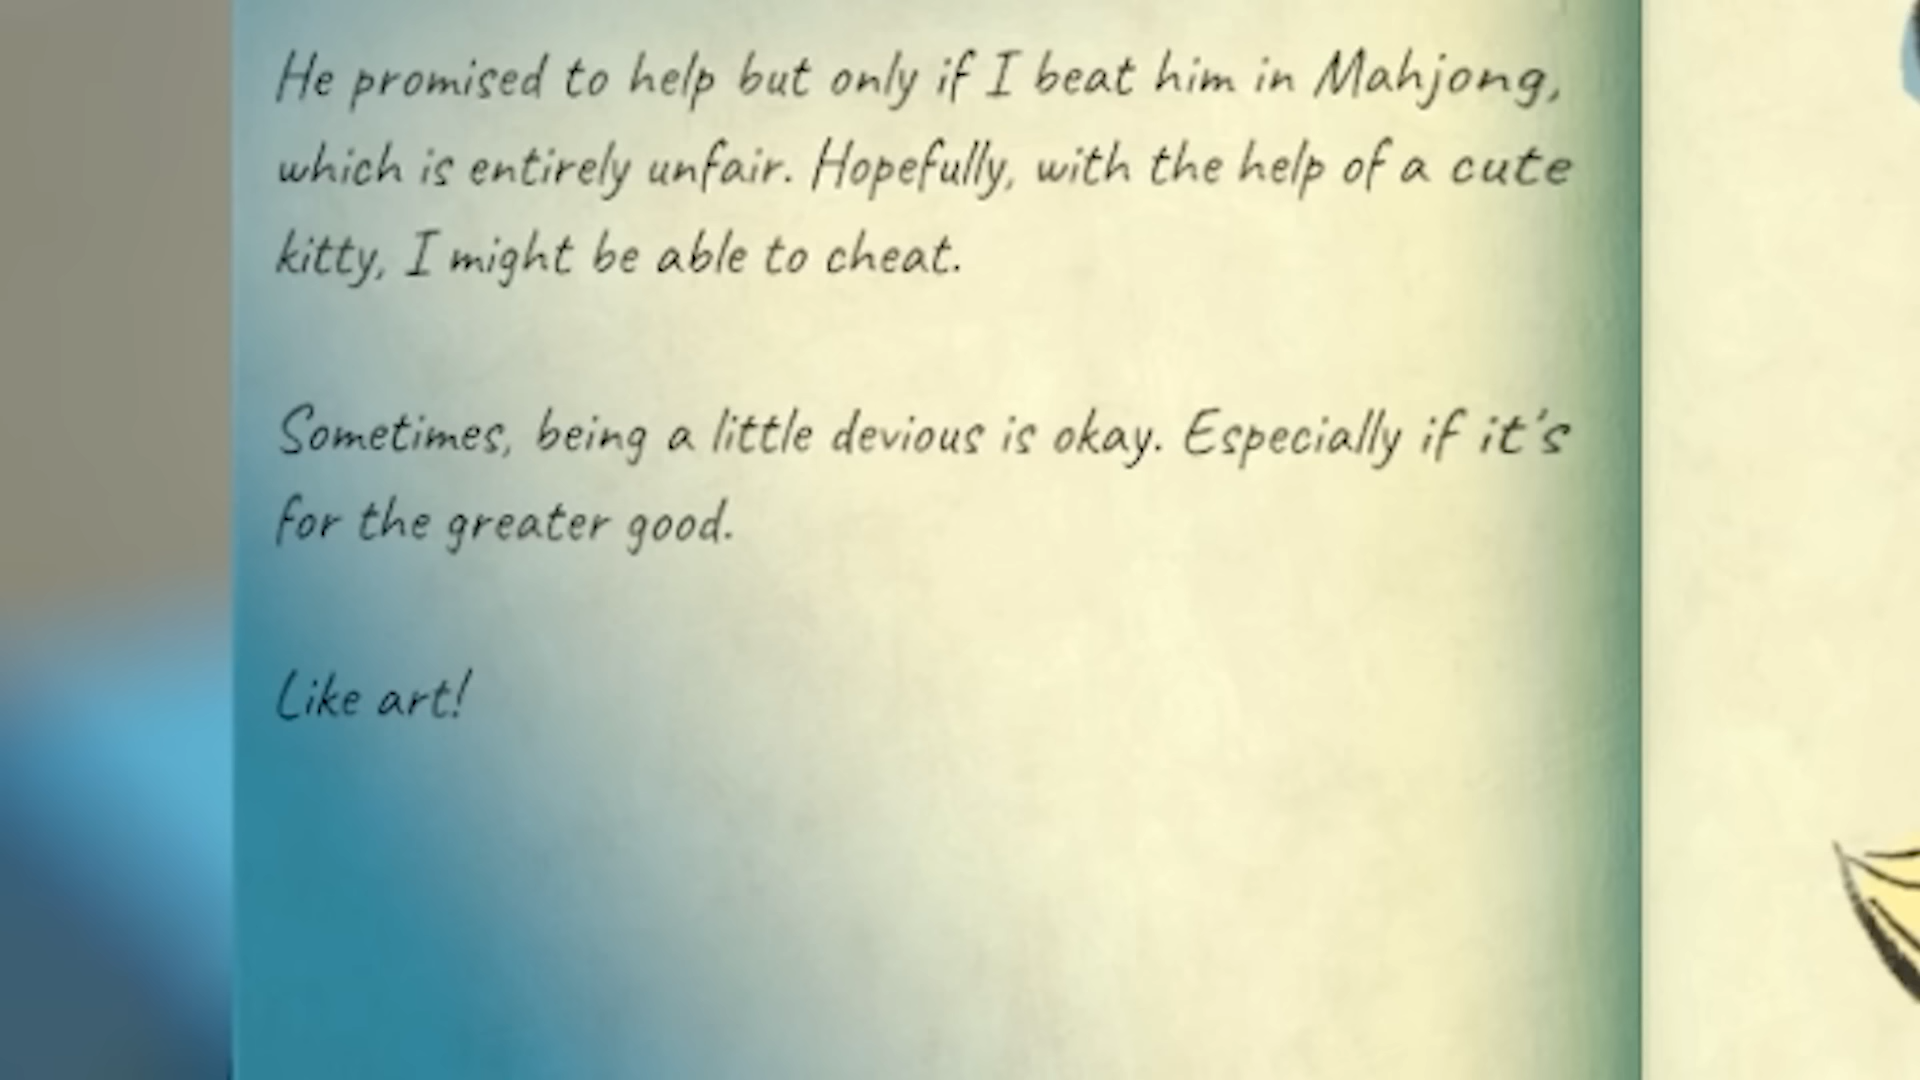 He promised to help but only if I beat him in Mahjong,
which is entirely unfair. Hopefully, with the help of a cute
kitty, I might be able to cheat.
Sometimes, being a little devious is okay. Especially if it's
for the greater good.
Like art!